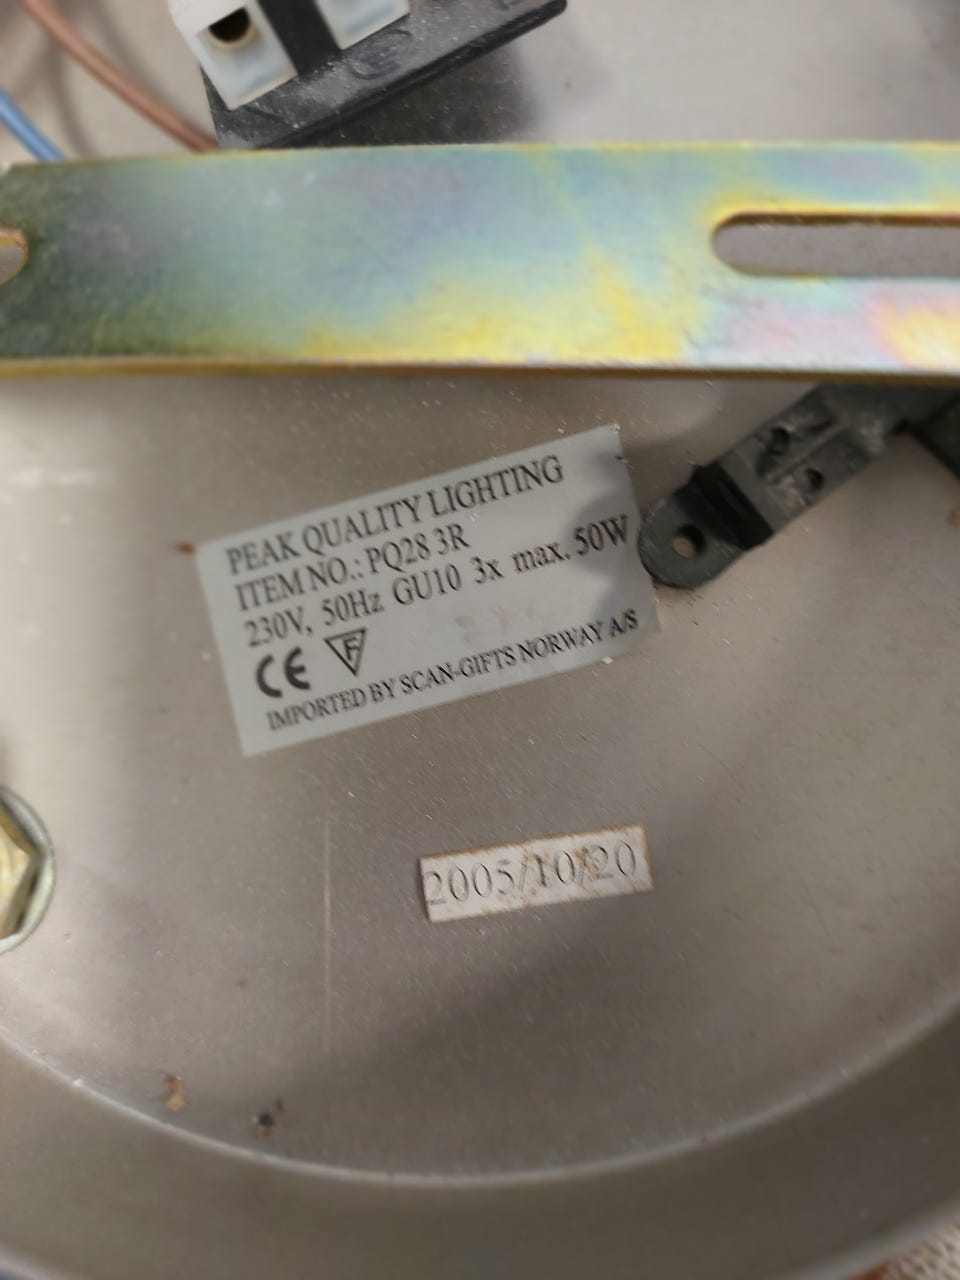 PEAK QUALITY LIGHTING
ITEM NO.: PQ28 3R
230V, 50Hz GU10 3x max. 50W
CE F
IMPORTED BY SCAN-GIFTS NORWAY A/S
2005/10/20